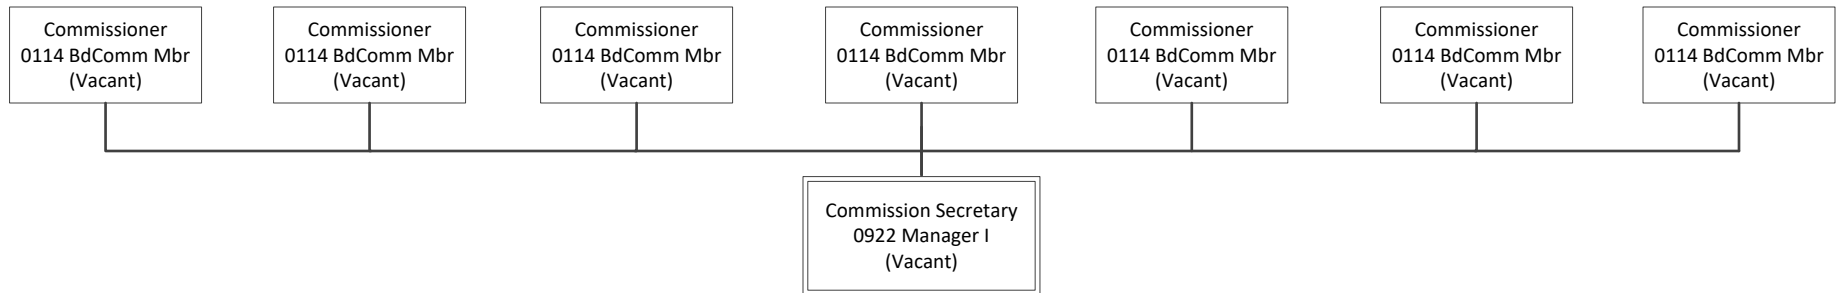 Commissioner
0114 BdComm Mbr
(Vacant)
Commissioner
0114 BdComm Mbr
(Vacant)
Commissioner
0114 BdComm Mbr
(Vacant)
Commissioner
0114 BdComm Mbr
(Vacant)
Commissioner
0114 BdComm Mbr
(Vacant)
Commissioner
0114 BdComm Mbr
(Vacant)
Commissioner
0114 BdComm Mbr
(Vacant)
Commission Secretary
0922 Manager I
(Vacant)